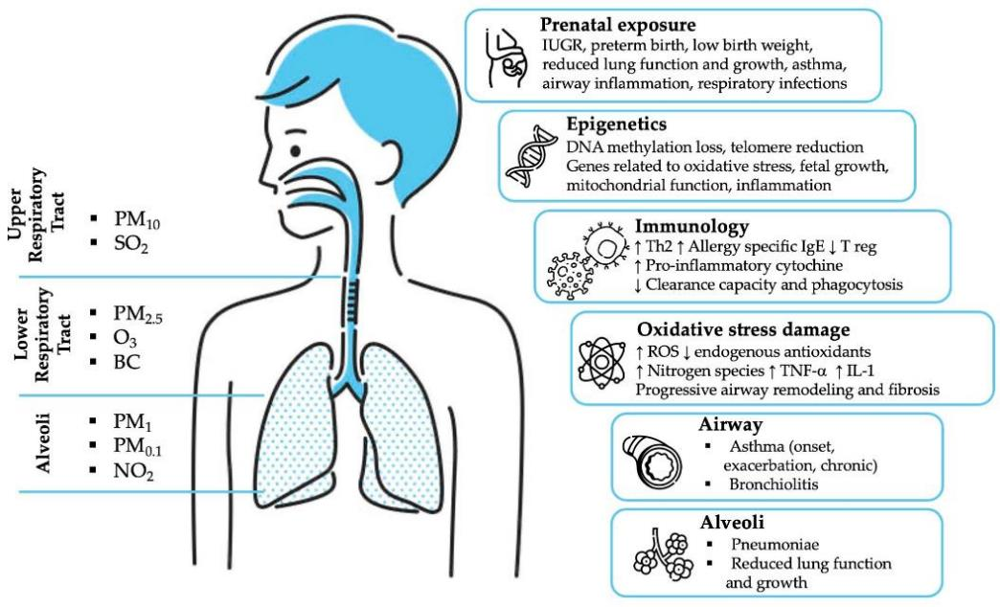 Prenatal exposure
IUGR, preterm birth, low birth weight,
reduced lung function and growth, asthma,
airway inflammation, respiratory infections
Epigenetics
DNA methylation loss, telomere reduction
Genes related to oxidative stress, fetal growth,
mitochondrial function, inflammation
Immunology
↑ Th2 ↑ Allergy specific IgE ↓ T reg
↑ Pro-inflammatory cytochine
↓ Clearance capacity and phagocytosis
Oxidative stress damage
↑ ROS ↓ endogenous antioxidants
↑ Nitrogen species ↑ TNF-α ↑ IL-1
Progressive airway remodeling and fibrosis
Airway
▪ Asthma (onset,
exacerbation, chronic)
▪ Bronchiolitis
Alveoli
▪ Pneumoniae
▪ Reduced lung function
and growth
Upper
Respiratory
Tract
▪ PM₁₀
▪ SO₂
Lower
Respiratory
Tract
▪ PM₂.₅
▪ O₃
▪ BC
Alveoli
▪ PM₁
▪ PM₀.₁
▪ NO₂